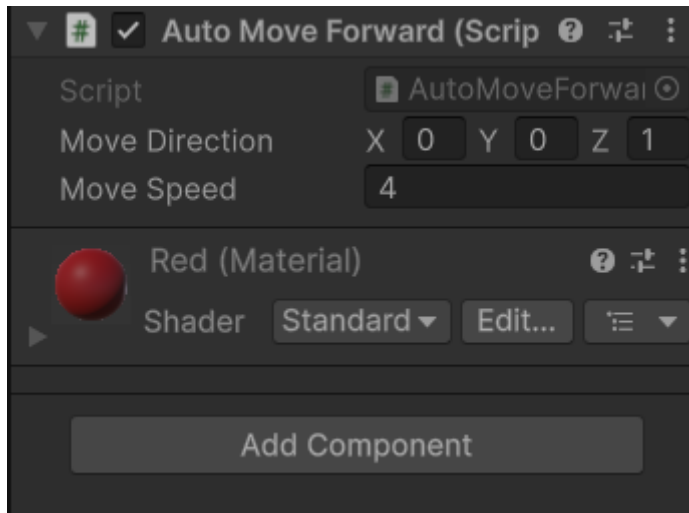 Auto Move Forward (Scrip
Script AutoMoveForwar
Move Direction X 0 Y 0 Z 1
Move Speed 4
Red (Material)
Shader Standard Edit...
Add Component